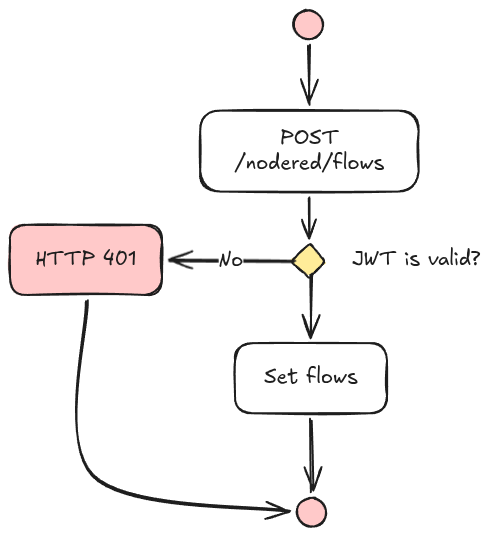 POST
/nodered/flows
HTTP 401
No
JWT is valid?
Set flows